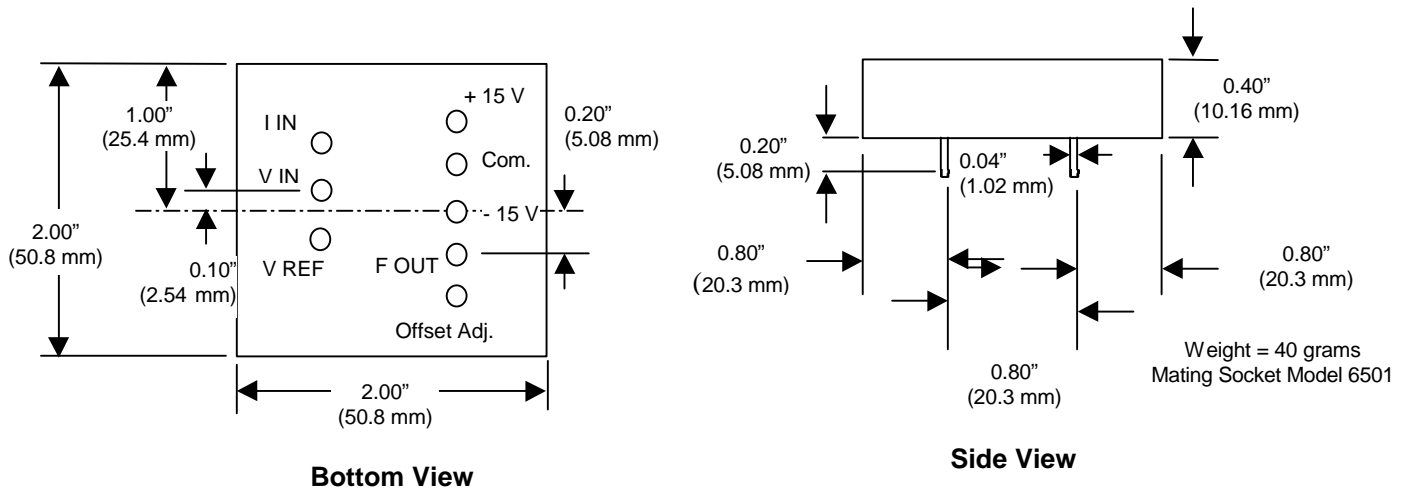 1.00”
(25.4 mm)
2.00”
(50.8 mm)
0.10”
(2.54 mm)
I IN
V IN
V REF
+ 15 V
Com.
- 15 V
F OUT
Offset Adj.
0.20”
(5.08 mm)
2.00”
(50.8 mm)
Bottom View
0.40”
(10.16 mm)
0.20”
(5.08 mm)
0.04”
(1.02 mm)
0.80”
(20.3 mm)
0.80”
(20.3 mm)
0.80”
(20.3 mm)
Weight = 40 grams
Mating Socket Model 6501
Side View